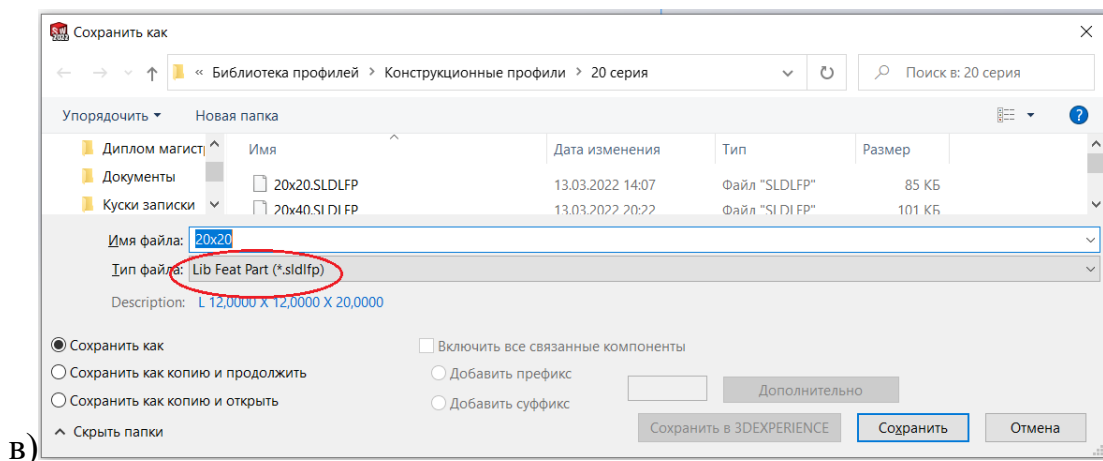 Сохранить как
« Библиотека профилей > Конструкционные профили > 20 серия Поиск в: 20 серия
Упорядочить Новая папка
Диплом магист Имя Дата изменения Тип Размер
Документы 20x20.SLDLFP 13.03.2022 14:07 Файл "SLDLFP" 85 КБ
Куски записки 20x40.SLDLFP 13.03.2022 20:22 Файл "SLDLFP" 101 КБ
Имя файла: 20x20
Тип файла: Lib Feat Part (*.sldlfp)
Description: L 12,0000 X 12,0000 X 20,0000
Сохранить как Включить все связанные компоненты
Сохранить как копию и продолжить Добавить префикс
Дополнительно
Сохранить как копию и открыть Добавить суффикс
в) Скрыть папки Сохранить в 3DEXPERIENCE Сохранить Отмена